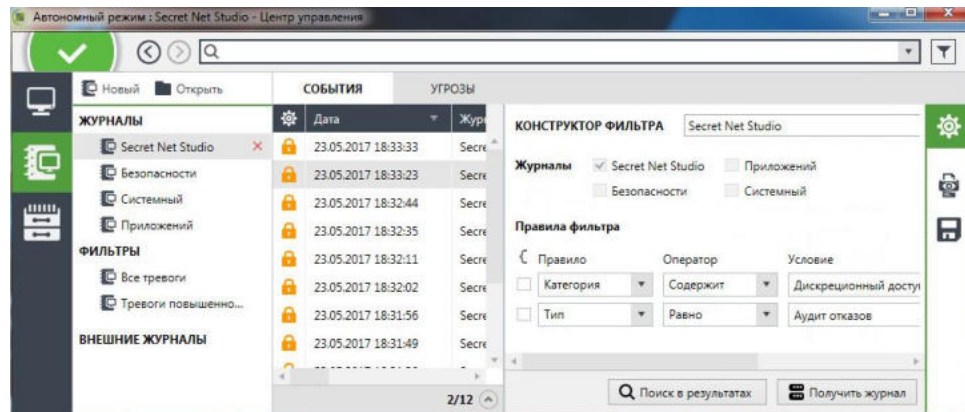 Автономный режим : Secret Net Studio - Центр управления
Новый Открыть
ЖУРНАЛЫ
Secret Net Studio
Безопасности
Системный
Приложений
ФИЛЬТРЫ
Все тревоги
Тревоги повышенно...
ВНЕШНИЕ ЖУРНАЛЫ
СОБЫТИЯ УГРОЗЫ
Дата Журн
23.05.2017 18:33:33 Secre
23.05.2017 18:33:23 Secre
23.05.2017 18:32:44 Secre
23.05.2017 18:32:35 Secre
23.05.2017 18:32:11 Secre
23.05.2017 18:32:02 Secre
23.05.2017 18:31:56 Secre
23.05.2017 18:31:49 Secre
2/12
КОНСТРУКТОР ФИЛЬТРА Secret Net Studio
Журналы Secret Net Studio Приложений
Безопасности Системный
Правила фильтра
( Правило Оператор Условие
Категория Содержит Дискреционный досту
Тип Равно Аудит отказов
Поиск в результатах Получить журнал